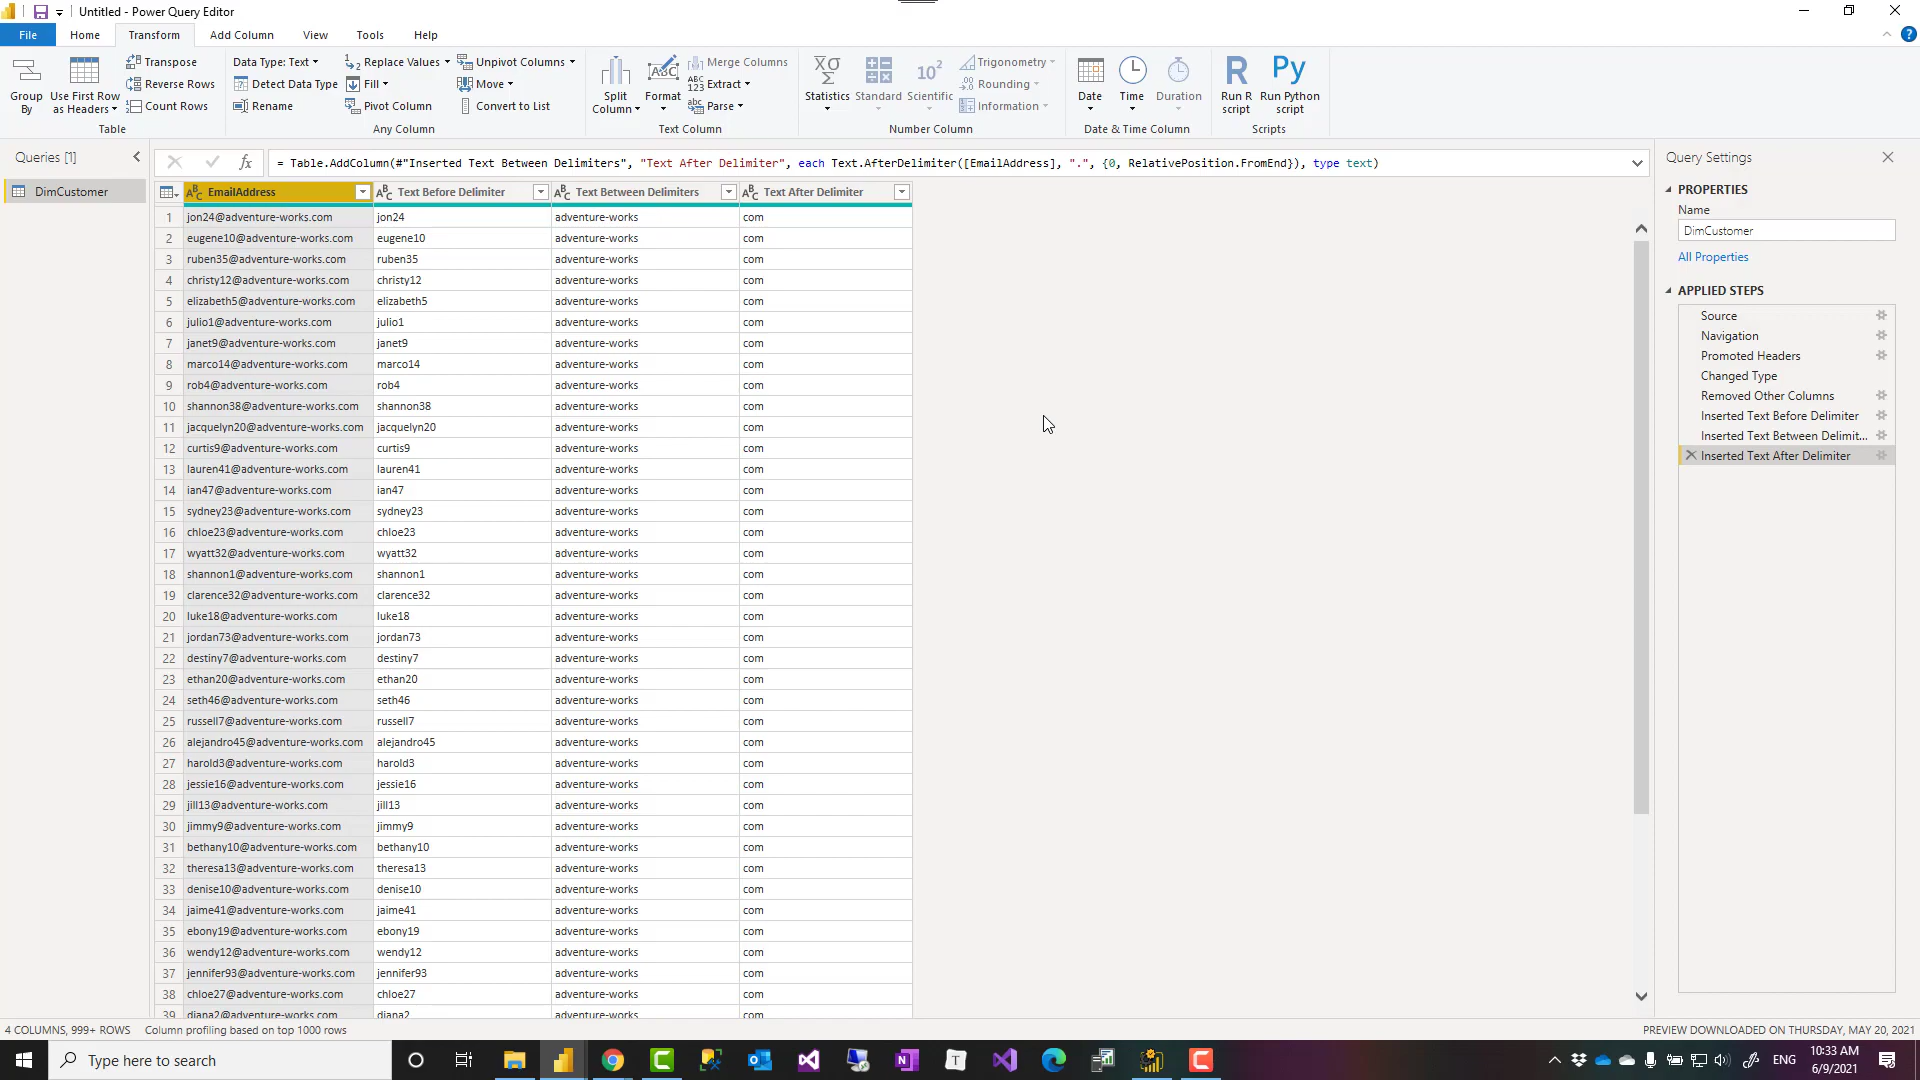 Untitled - Power Query Editor
File Home Transform Add Column View Tools Help
Group By
Use First Row as Headers
Transpose
Reverse Rows
Count Rows
Table
Data Type: Text
Detect Data Type
Rename
Replace Values
Fill
Pivot Column
Unpivot Columns
Move
Convert to List
Any Column
Split Column
Format
Merge Columns
Extract
Parse
Text Column
Statistics
Standard
Scientific
Trigonometry
Rounding
Information
Number Column
Date
Time
Duration
Date & Time Column
Run R script
Run Python script
Scripts
Queries [1]
DimCustomer
= Table.AddColumn(#"Inserted Text Between Delimiters", "Text After Delimiter", each Text.AfterDelimiter([EmailAddress], ".", {0, RelativePosition.FromEnd}), type text)
EmailAddress Text Before Delimiter Text Between Delimiters Text After Delimiter
1 jon24@adventure-works.com jon24 adventure-works com
2 eugene10@adventure-works.com eugene10 adventure-works com
3 ruben35@adventure-works.com ruben35 adventure-works com
4 christy12@adventure-works.com christy12 adventure-works com
5 elizabeth5@adventure-works.com elizabeth5 adventure-works com
6 julio1@adventure-works.com julio1 adventure-works com
7 janet9@adventure-works.com janet9 adventure-works com
8 marco14@adventure-works.com marco14 adventure-works com
9 rob4@adventure-works.com rob4 adventure-works com
10 shannon38@adventure-works.com shannon38 adventure-works com
11 jacquelyn20@adventure-works.com jacquelyn20 adventure-works com
12 curtis9@adventure-works.com curtis9 adventure-works com
13 lauren41@adventure-works.com lauren41 adventure-works com
14 ian47@adventure-works.com ian47 adventure-works com
15 sydney23@adventure-works.com sydney23 adventure-works com
16 chloe23@adventure-works.com chloe23 adventure-works com
17 wyatt32@adventure-works.com wyatt32 adventure-works com
18 shannon1@adventure-works.com shannon1 adventure-works com
19 clarence32@adventure-works.com clarence32 adventure-works com
20 luke18@adventure-works.com luke18 adventure-works com
21 jordan73@adventure-works.com jordan73 adventure-works com
22 destiny7@adventure-works.com destiny7 adventure-works com
23 ethan20@adventure-works.com ethan20 adventure-works com
24 seth46@adventure-works.com seth46 adventure-works com
25 russell7@adventure-works.com russell7 adventure-works com
26 alejandro45@adventure-works.com alejandro45 adventure-works com
27 harold3@adventure-works.com harold3 adventure-works com
28 jessie16@adventure-works.com jessie16 adventure-works com
29 jill13@adventure-works.com jill13 adventure-works com
30 jimmy9@adventure-works.com jimmy9 adventure-works com
31 bethany10@adventure-works.com bethany10 adventure-works com
32 theresa13@adventure-works.com theresa13 adventure-works com
33 denise10@adventure-works.com denise10 adventure-works com
34 jaime41@adventure-works.com jaime41 adventure-works com
35 ebony19@adventure-works.com ebony19 adventure-works com
36 wendy12@adventure-works.com wendy12 adventure-works com
37 jennifer93@adventure-works.com jennifer93 adventure-works com
38 chloe27@adventure-works.com chloe27 adventure-works com
39 diana2@adventure-works.com diana2 adventure-works com
Query Settings
PROPERTIES
Name
DimCustomer
All Properties
APPLIED STEPS
Source
Navigation
Promoted Headers
Changed Type
Removed Other Columns
Inserted Text Before Delimiter
Inserted Text Between Delimit...
Inserted Text After Delimiter
4 COLUMNS, 999+ ROWS Column profiling based on top 1000 rows
PREVIEW DOWNLOADED ON THURSDAY, MAY 20, 2021
Type here to search
ENG
10:33 AM
6/9/2021